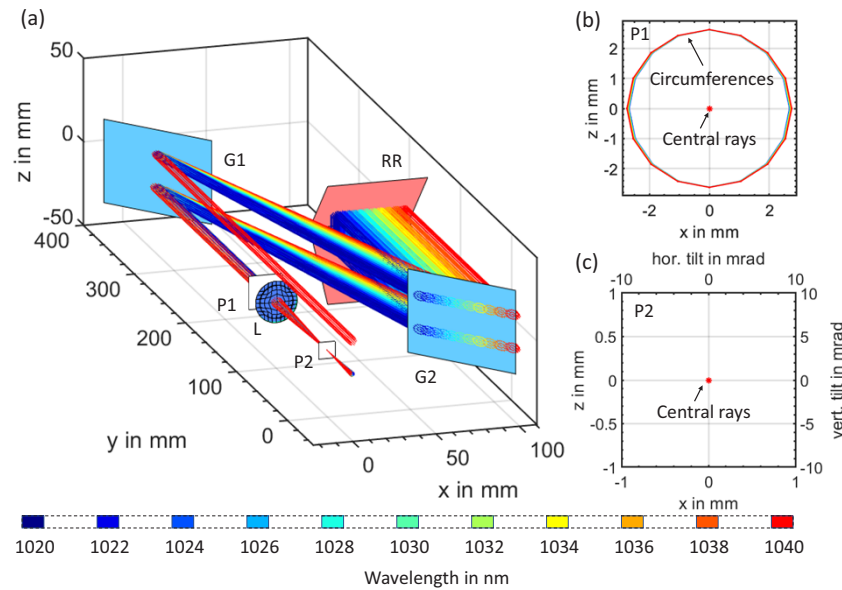 (a)
50
0
-50
z in mm
400
300
200
100
0
y in mm
0
50
100
x in mm
G1
RR
P1
L
P2
G2
(b)
P1
2
1
0
-1
-2
z in mm
Circumferences
Central rays
-2
0
2
x in mm
(c)
hor. tilt in mrad
-10
0
10
P2
1
0.5
0
-0.5
-1
z in mm
Central rays
10
5
0
-5
-10
vert. tilt in mrad
-1
0
1
x in mm
1020 1022 1024 1026 1028 1030 1032 1034 1036 1038 1040
Wavelength in nm